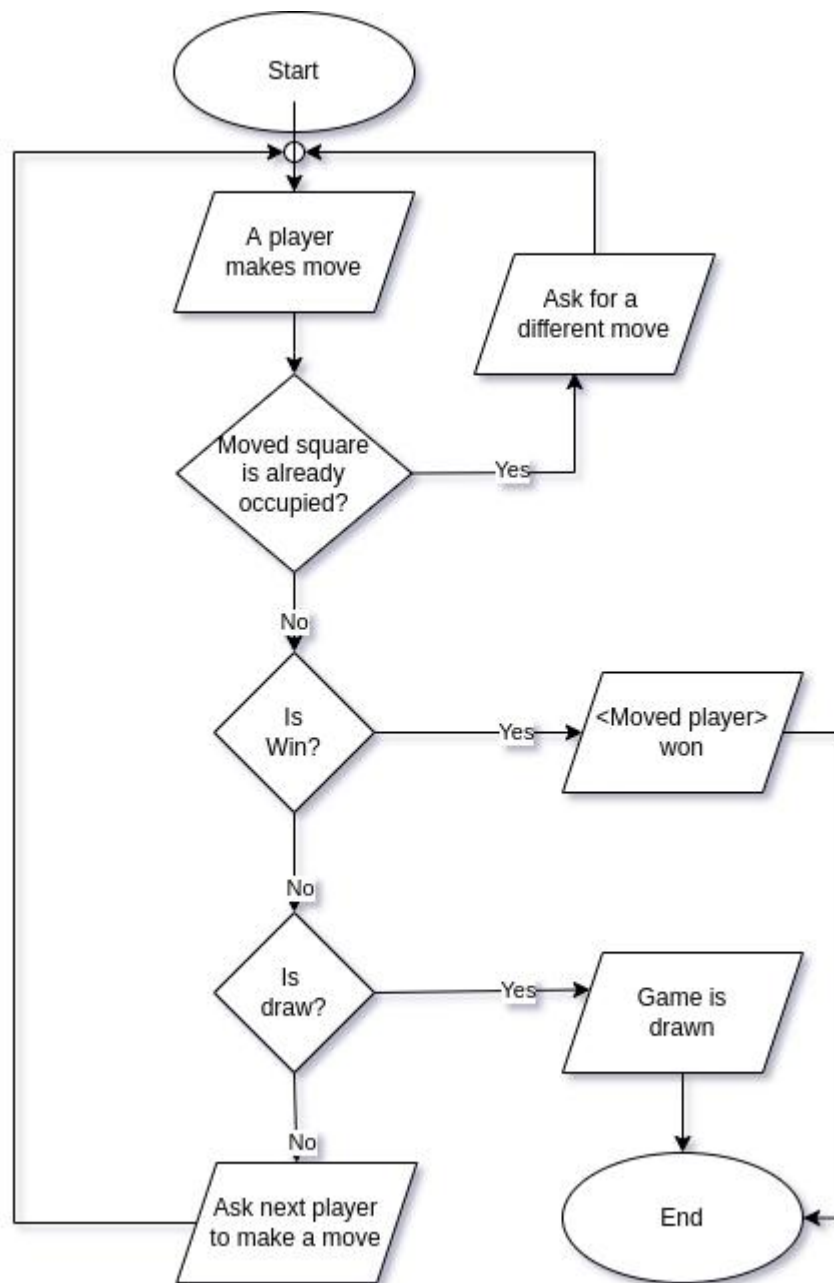 Start
A player
makes move
Ask for a
different move
Moved square
is already
occupied?
Yes
No
Is
Win?
Yes
<Moved player>
won
No
Is
draw?
Yes
Game is
drawn
No
Ask next player
to make a move
End